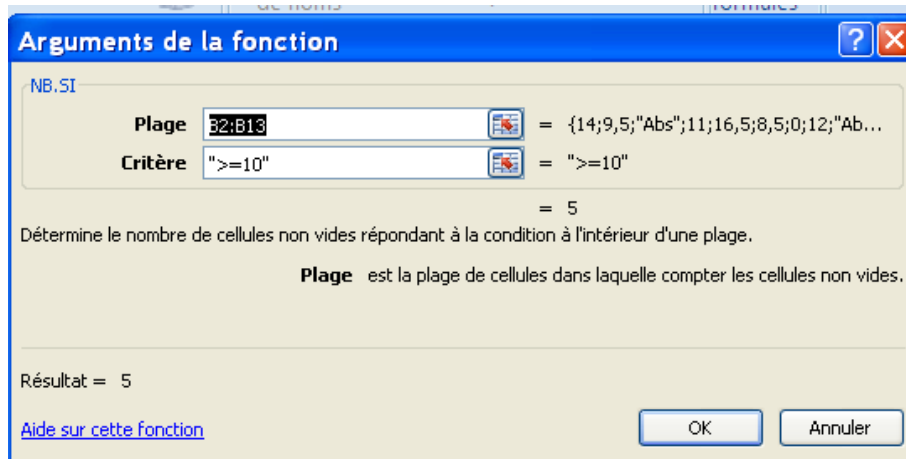 de noms formules
Arguments de la fonction
NB.SI
Plage B2:B13 = {14;9,5;"Abs";11;16,5;8,5;0;12;"Ab...
Critère ">=10" = ">=10"
= 5
Détermine le nombre de cellules non vides répondant à la condition à l'intérieur d'une plage.
Plage est la plage de cellules dans laquelle compter les cellules non vides.
Résultat = 5
Aide sur cette fonction OK Annuler